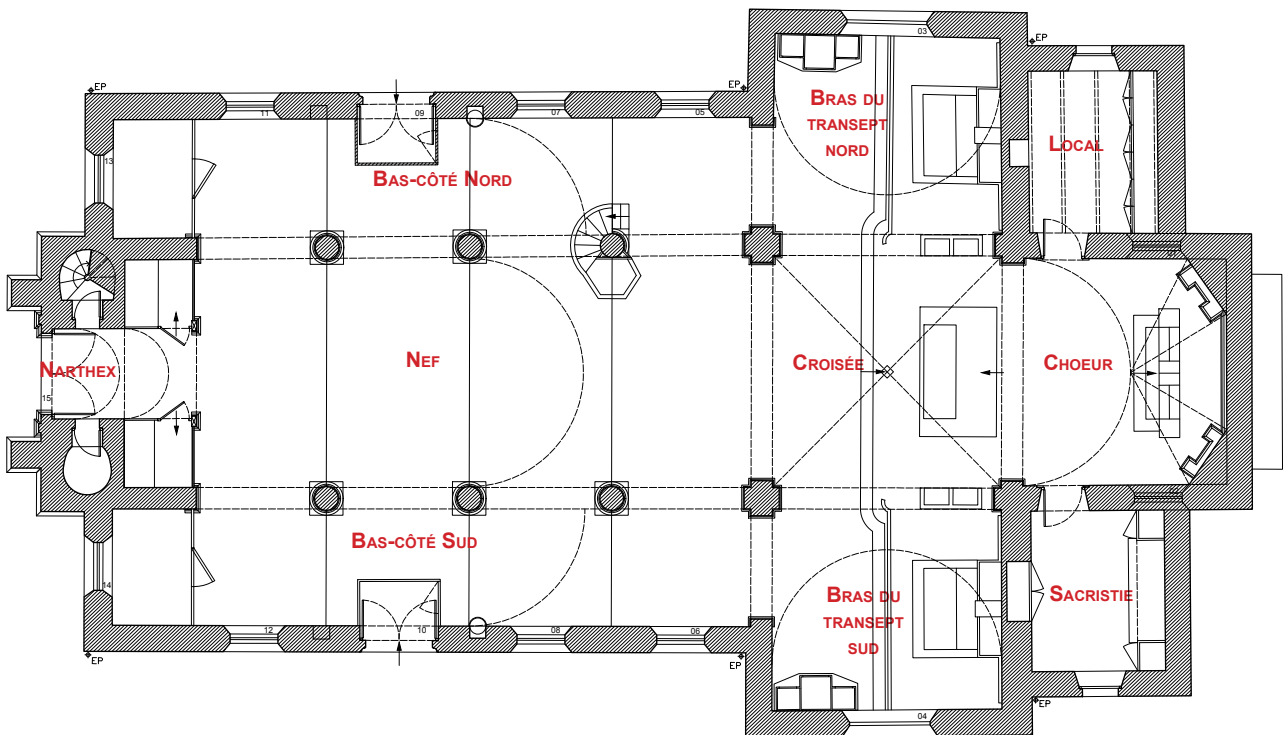 03
EP
EP
EP
11
09
07
05
Bras du
transept
nord
Local
13
Bas-côté Nord
01
Narthex
Nef
Croisée
Choeur
15
02
Bas-côté Sud
14
Bras du
transept
sud
Sacristie
12
10
08
06
EP
EP
EP
04